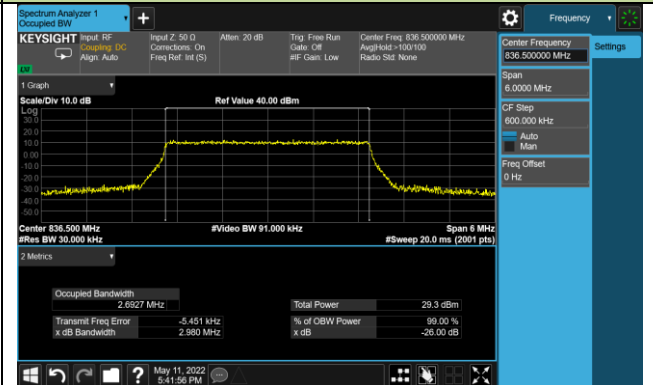 Spectrum Analyzer 1
Occupied BW
+
Frequency
KEYSIGHT
Input: RF
Coupling: DC
Align: Auto
Input Z: 50 Ω
Corrections: On
Freq Ref: Int (S)
Atten: 20 dB
Trig: Free Run
Gate: Off
#IF Gain: Low
Center Freq: 836.500000 MHz
Avg|Hold:>100/100
Radio Std: None
Center Frequency
836.500000 MHz
Settings
Span
6.0000 MHz
CF Step
600.000 kHz
Auto
Man
Freq Offset
0 Hz
1 Graph
Scale/Div 10.0 dB
Ref Value 40.00 dBm
Log
30.0
20.0
10.0
0.00
-10.0
-20.0
-30.0
-40.0
-50.0
Center 836.500 MHz
#Video BW 91.000 kHz
Span 6 MHz
#Res BW 30.000 kHz
#Sweep 20.0 ms (2001 pts)
2 Metrics
Occupied Bandwidth
2.6927 MHz
Total Power
29.3 dBm
Transmit Freq Error
-5.451 kHz
% of OBW Power
99.00 %
x dB Bandwidth
2.980 MHz
x dB
-26.00 dB
?
May 11, 2022
5:41:56 PM